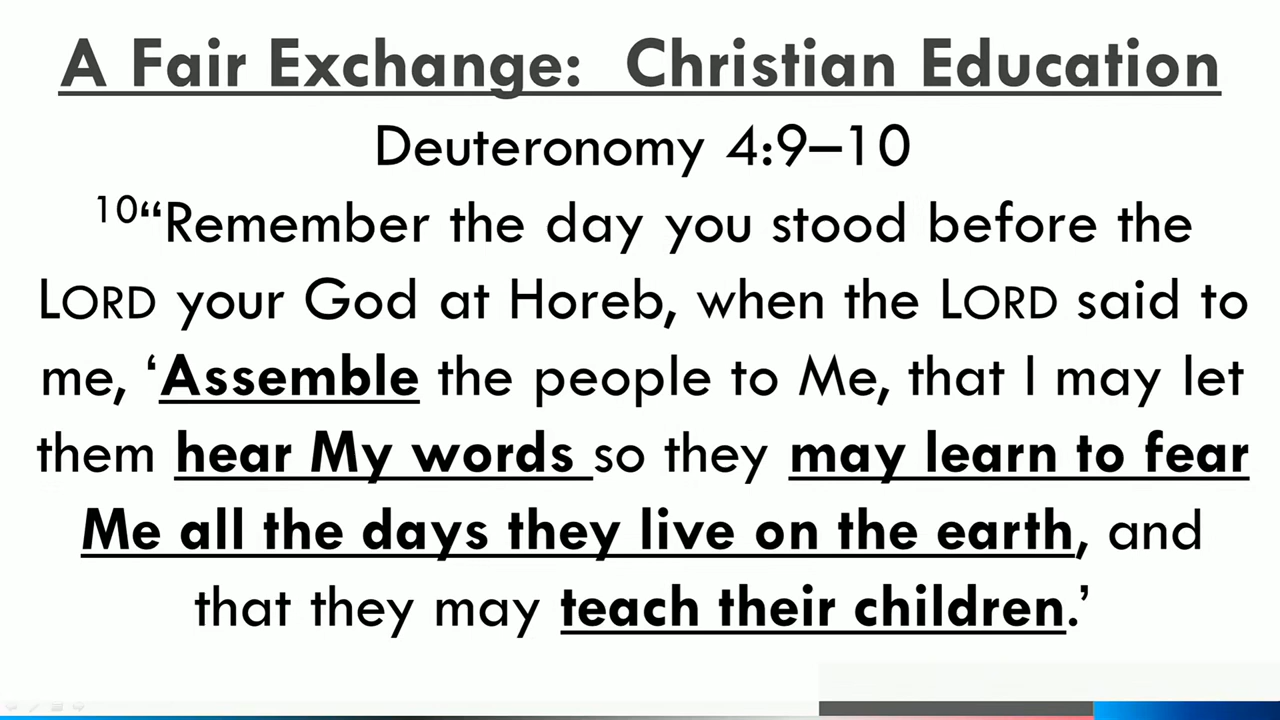 A Fair Exchange:  Christian Education
Deuteronomy 4:9–10
10“Remember the day you stood before the
LORD your God at Horeb, when the LORD said to
me, ‘Assemble the people to Me, that I may let
them hear My words so they may learn to fear
Me all the days they live on the earth, and
that they may teach their children.’